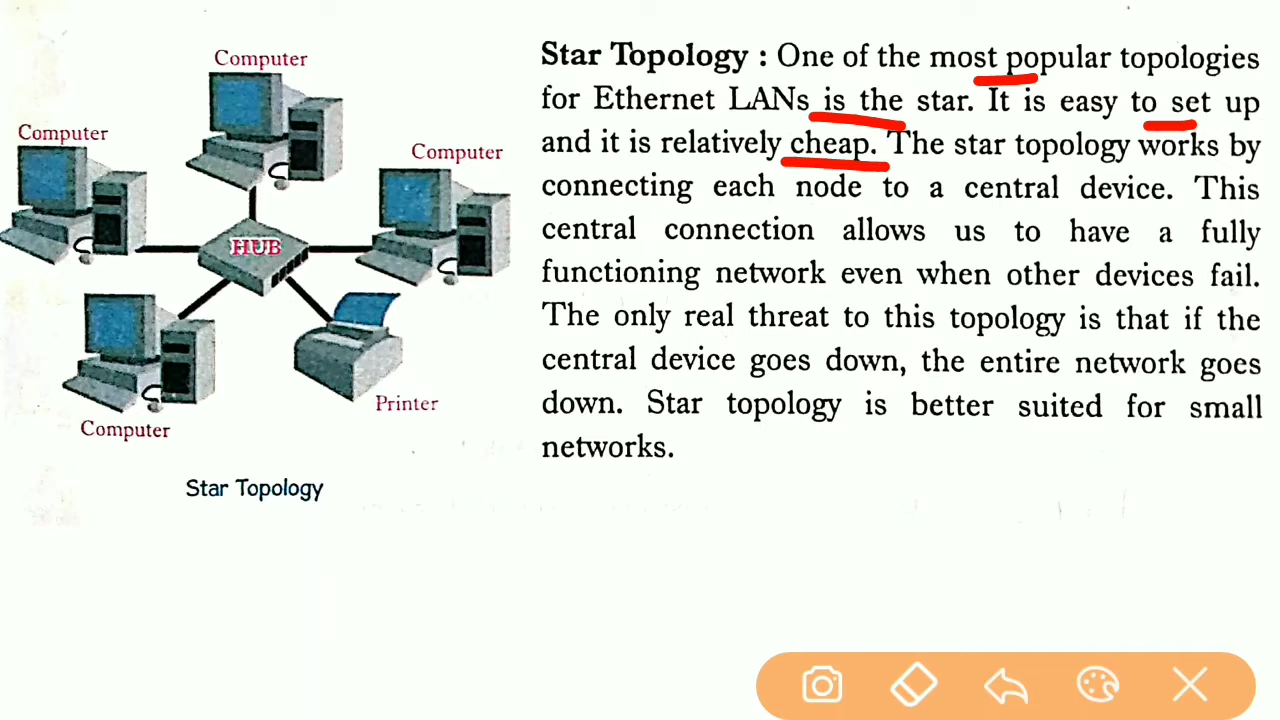 Computer
Computer
Computer
HUB
Printer
Computer
Star Topology
Star Topology : One of the most popular topologies
for Ethernet LANs is the star. It is easy to set up
and it is relatively cheap. The star topology works by
connecting each node to a central device. This
central connection allows us to have a fully
functioning network even when other devices fail.
The only real threat to this topology is that if the
central device goes down, the entire network goes
down. Star topology is better suited for small
networks.